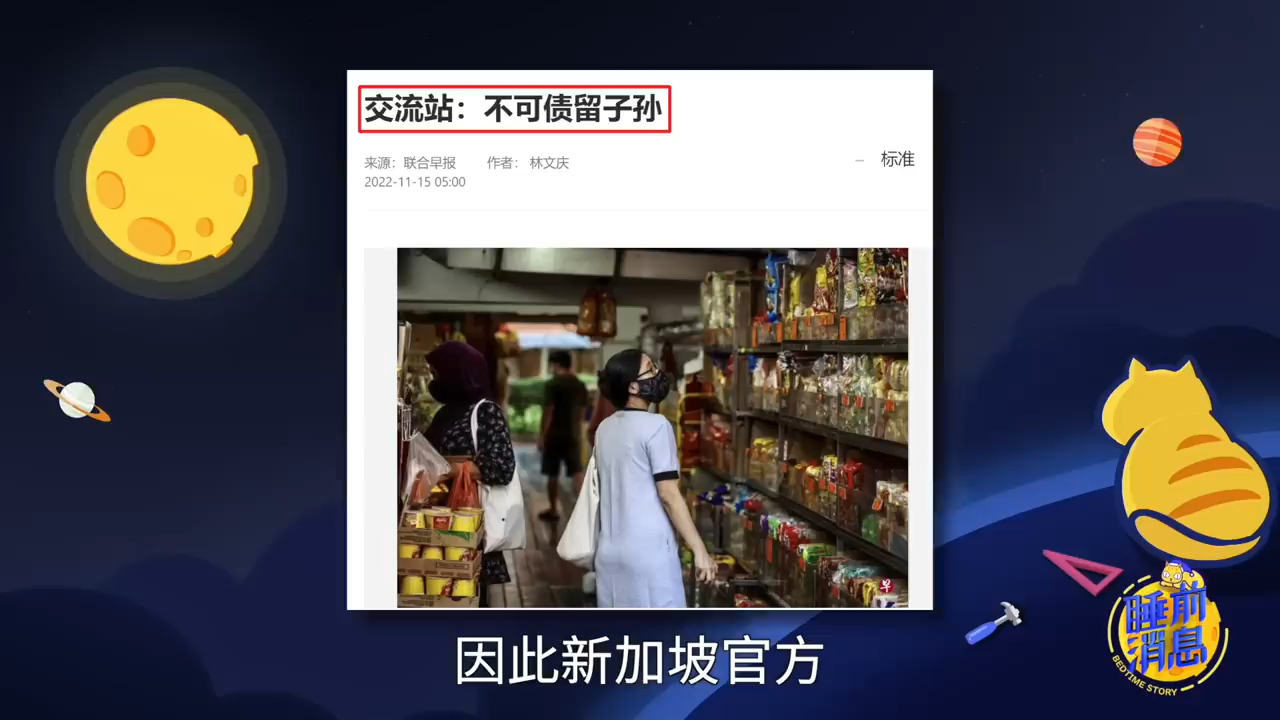 交流站：不可债留子孙
来源：联合早报 作者： 林文庆
2022-11-15 05:00
标准
早
因此新加坡官方
睡前
消息
BEDTIME STORY